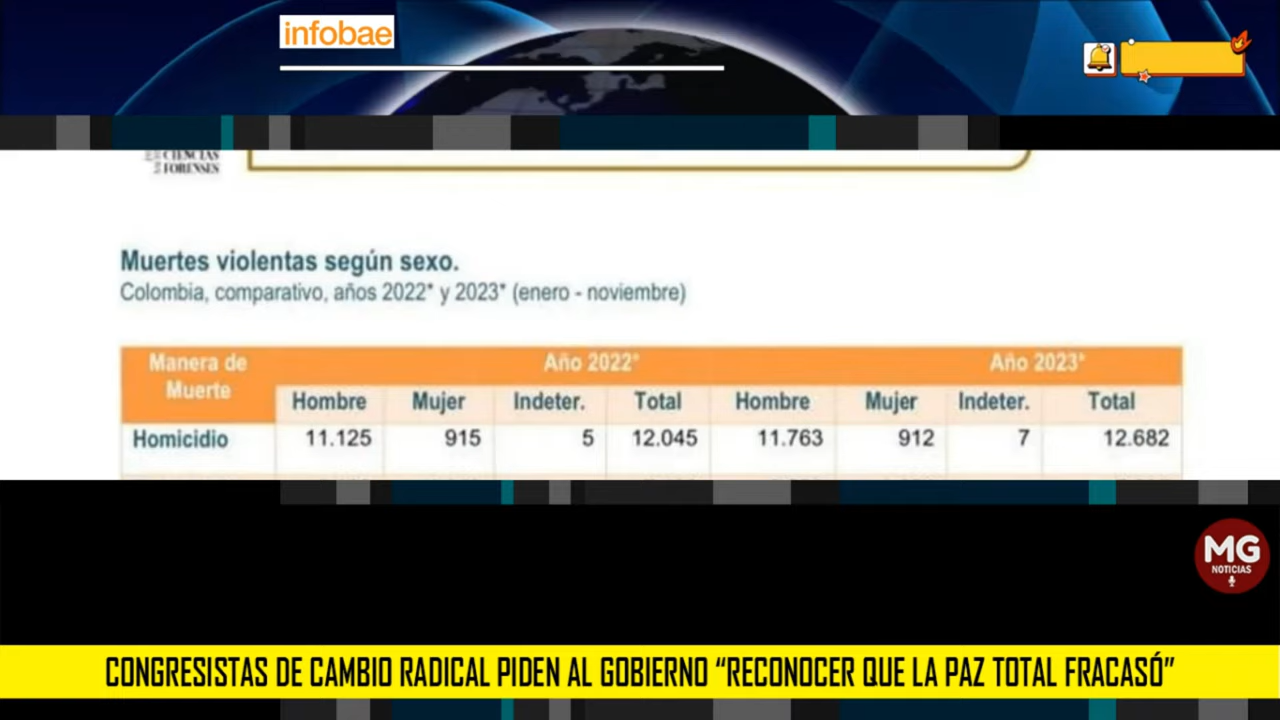 infobae
CIENCIAS
FORENSES
Muertes violentas según sexo.
Colombia, comparativo, años 2022* y 2023* (enero - noviembre)
Manera de Muerte Año 2022* Año 2023*
Hombre Mujer Indeter. Total Hombre Mujer Indeter. Total
Homicidio 11.125 915 5 12.045 11.763 912 7 12.682
MG
NOTICIAS
CONGRESISTAS DE CAMBIO RADICAL PIDEN AL GOBIERNO “RECONOCER QUE LA PAZ TOTAL FRACASÓ”